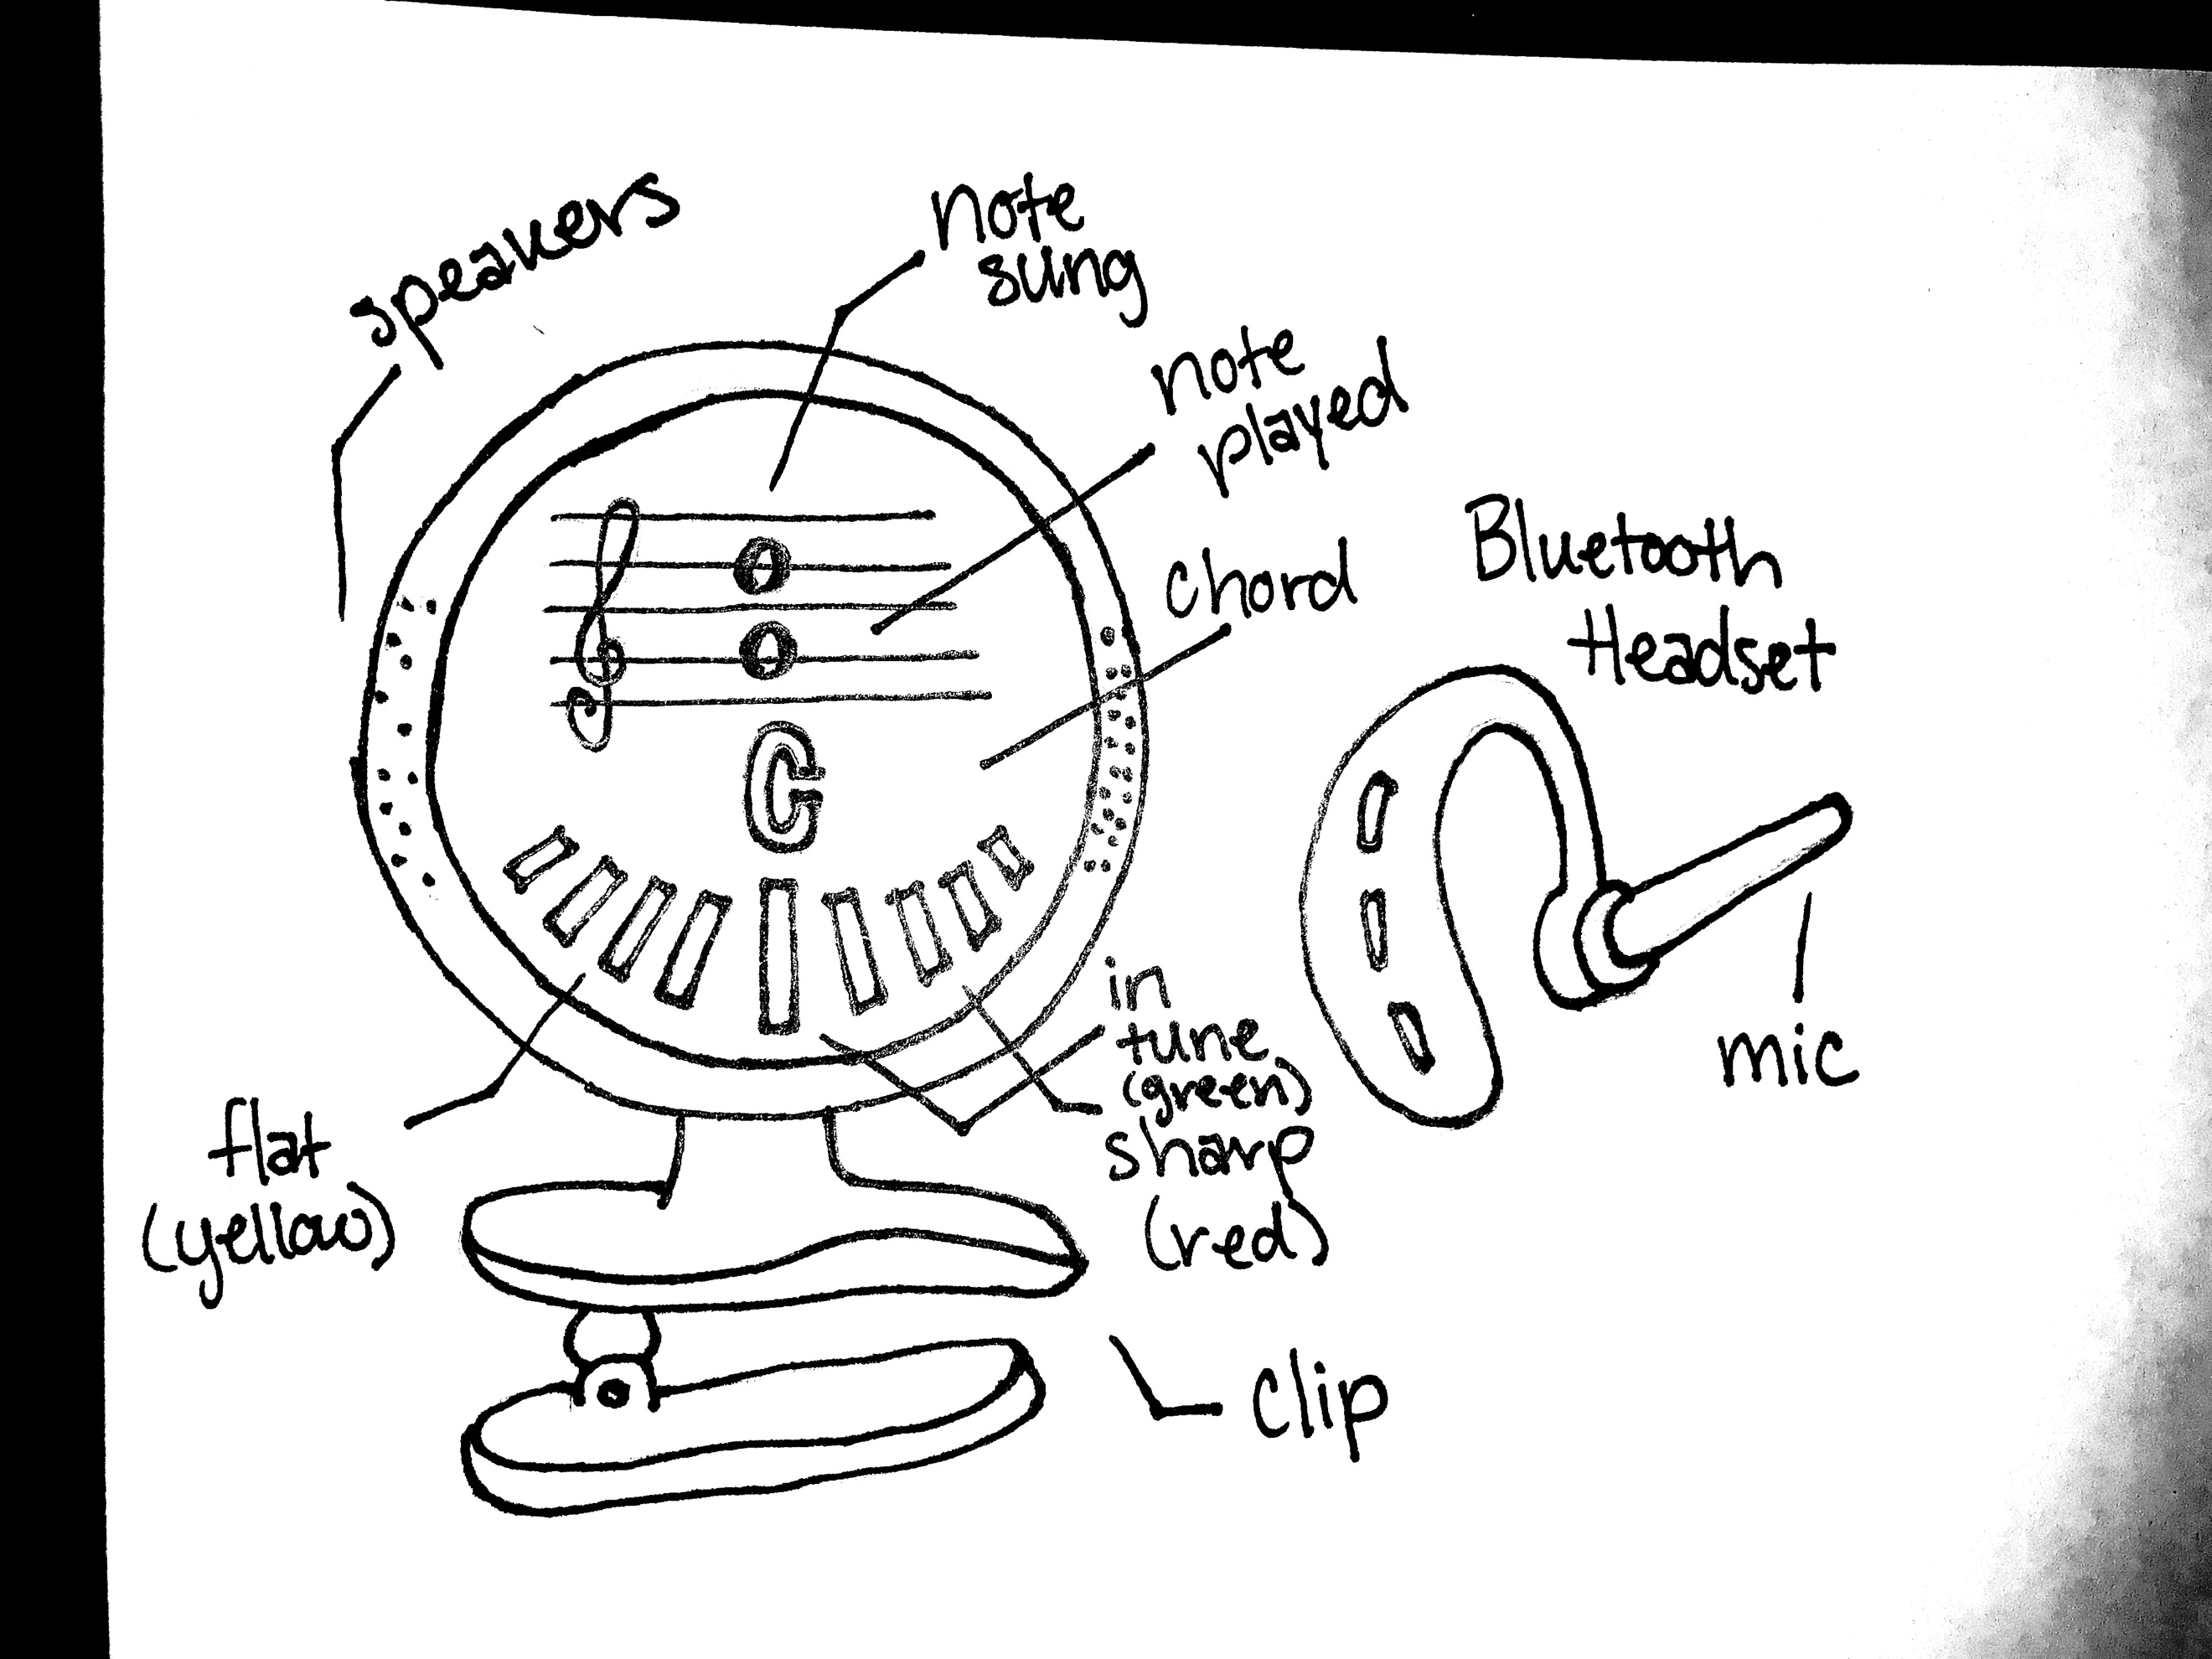 speakers
note
sung
note
played
chord
Bluetooth
Headset
C
in
tune
(green)
sharp
(red)
flat
(yellow)
mic
clip